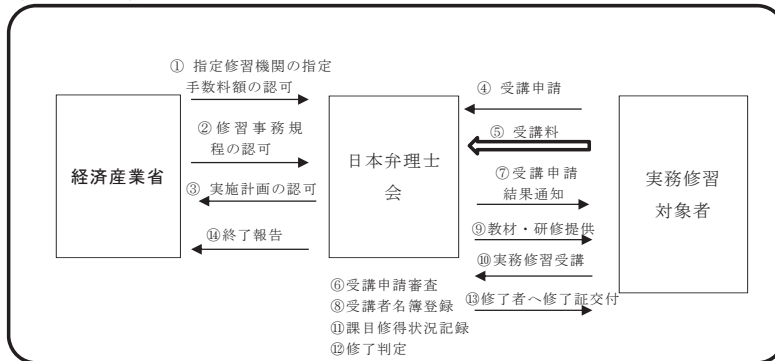 ① 指定修習機関の指定
手数料額の認可
② 修習事務規
程の認可
③ 実施計画の認可
⑭終了報告
経済産業省
日本弁理士
会
④ 受講申請
⑤ 受講料
⑦受講申請
結果通知
⑨教材・研修提供
⑩実務修習受講
⑬修了者へ修了証交付
実務修習
対象者
⑥受講申請審査
⑧受講者名簿登録
⑪課目修得状況記録
⑫修了判定